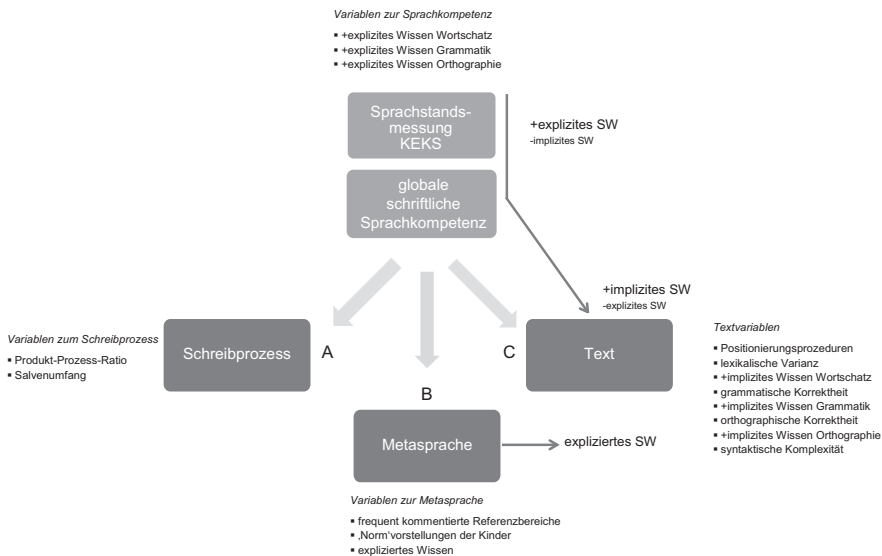 Variablen zur Sprachkompetenz
▪ +explizites Wissen Wortschatz
▪ +explizites Wissen Grammatik
▪ +explizites Wissen Orthographie
Sprachstands-
messung
KEKS
+explizites SW
-implizites SW
globale
schriftliche
Sprachkompetenz
+implizites SW
-explizites SW
Variablen zum Schreibprozess
▪ Produkt-Prozess-Ratio
▪ Salvenumfang
Schreibprozess
A
C
Text
Textvariablen
▪ Positionierungsprozeduren
▪ lexikalische Varianz
▪ +implizites Wissen Wortschatz
▪ grammatische Korrektheit
▪ +implizites Wissen Grammatik
▪ orthographische Korrektheit
▪ +implizites Wissen Orthographie
▪ syntaktische Komplexität
B
Metasprache
expliziertes SW
Variablen zur Metasprache
▪ frequent kommentierte Referenzbereiche
▪ ‚Norm‘vorstellungen der Kinder
▪ expliziertes Wissen